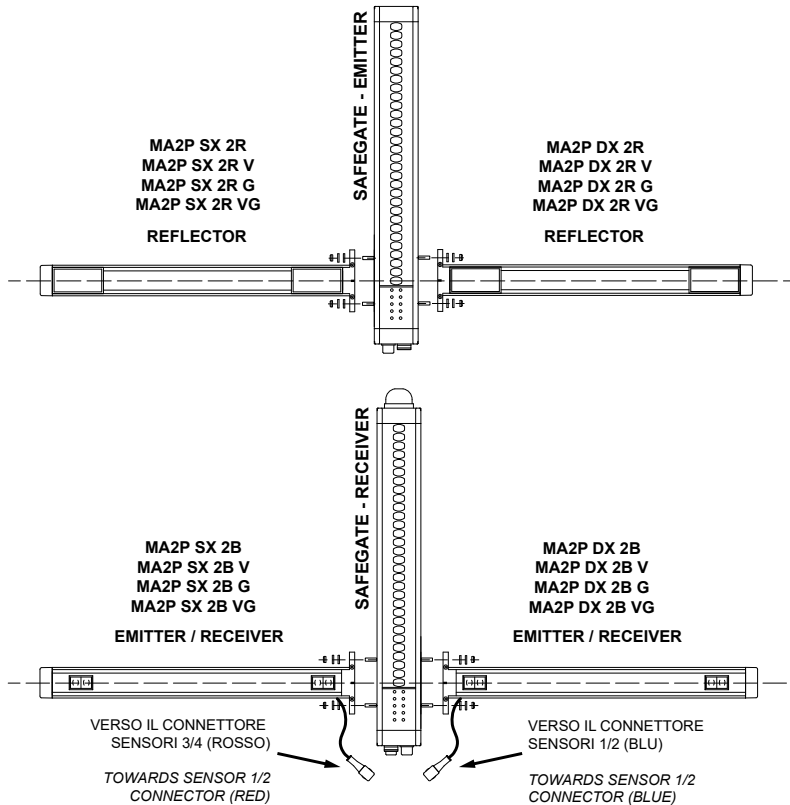 SAFEGATE - EMITTER
MA2P SX 2R
MA2P SX 2R V
MA2P SX 2R G
MA2P SX 2R VG
REFLECTOR
MA2P DX 2R
MA2P DX 2R V
MA2P DX 2R G
MA2P DX 2R VG
REFLECTOR
SAFEGATE - RECEIVER
MA2P SX 2B
MA2P SX 2B V
MA2P SX 2B G
MA2P SX 2B VG
EMITTER / RECEIVER
MA2P DX 2B
MA2P DX 2B V
MA2P DX 2B G
MA2P DX 2B VG
EMITTER / RECEIVER
VERSO IL CONNETTORE
SENSORI 3/4 (ROSSO)
TOWARDS SENSOR 1/2
CONNECTOR (RED)
VERSO IL CONNETTORE
SENSORI 1/2 (BLU)
TOWARDS SENSOR 1/2
CONNECTOR (BLUE)